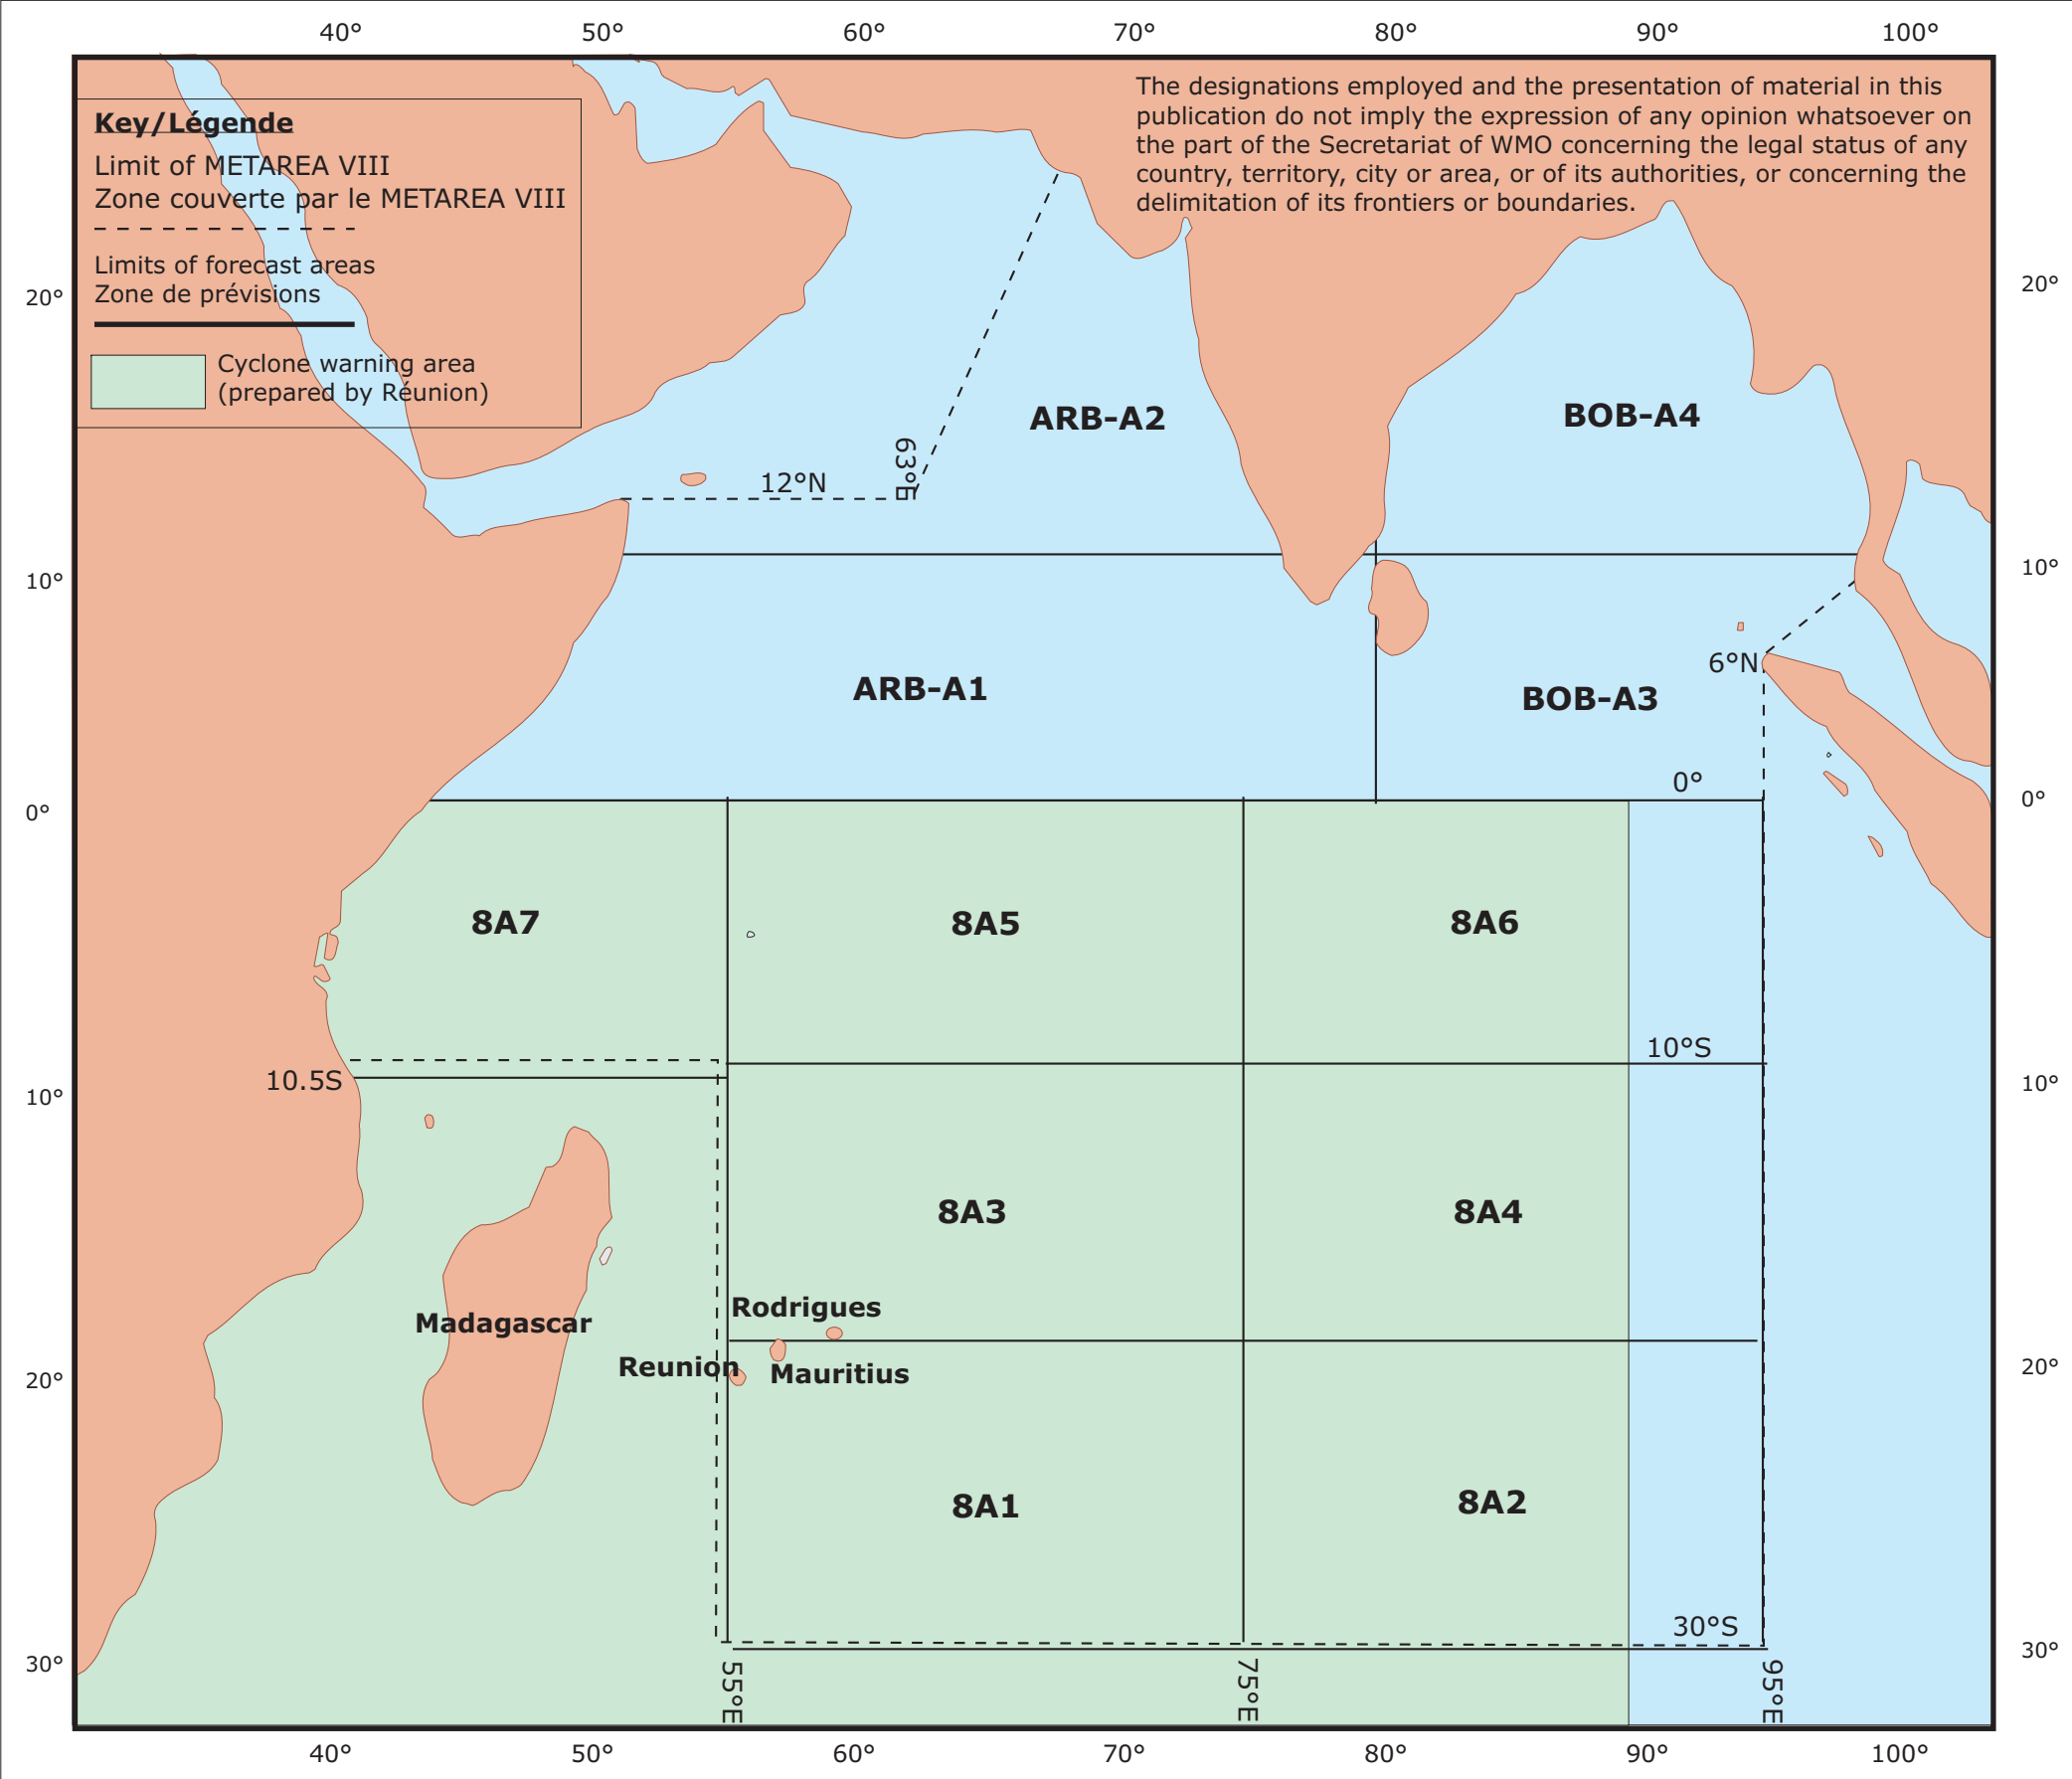 40° 50° 60° 70° 80° 90° 100°
The designations employed and the presentation of material in this
publication do not imply the expression of any opinion whatsoever on
the part of the Secretariat of WMO concerning the legal status of any
country, territory, city or area, or of its authorities, or concerning the
delimitation of its frontiers or boundaries.
Key/Légende
Limit of METAREA VIII
Zone couverte par le METAREA VIII
Limits of forecast areas
Zone de prévisions
Cyclone warning area
(prepared by Réunion)
20° 20°
ARB-A2 BOB-A4
12°N 63°E
10° 10°
6°N
ARB-A1 BOB-A3
0°
0° 0°
8A7 8A5 8A6
10°S
10.5S
10° 10°
8A3 8A4
Rodrigues
Madagascar
Reunion Mauritius
20° 20°
8A1 8A2
30°S
30° 30°
55°E 75°E 95°E
40° 50° 60° 70° 80° 90° 100°